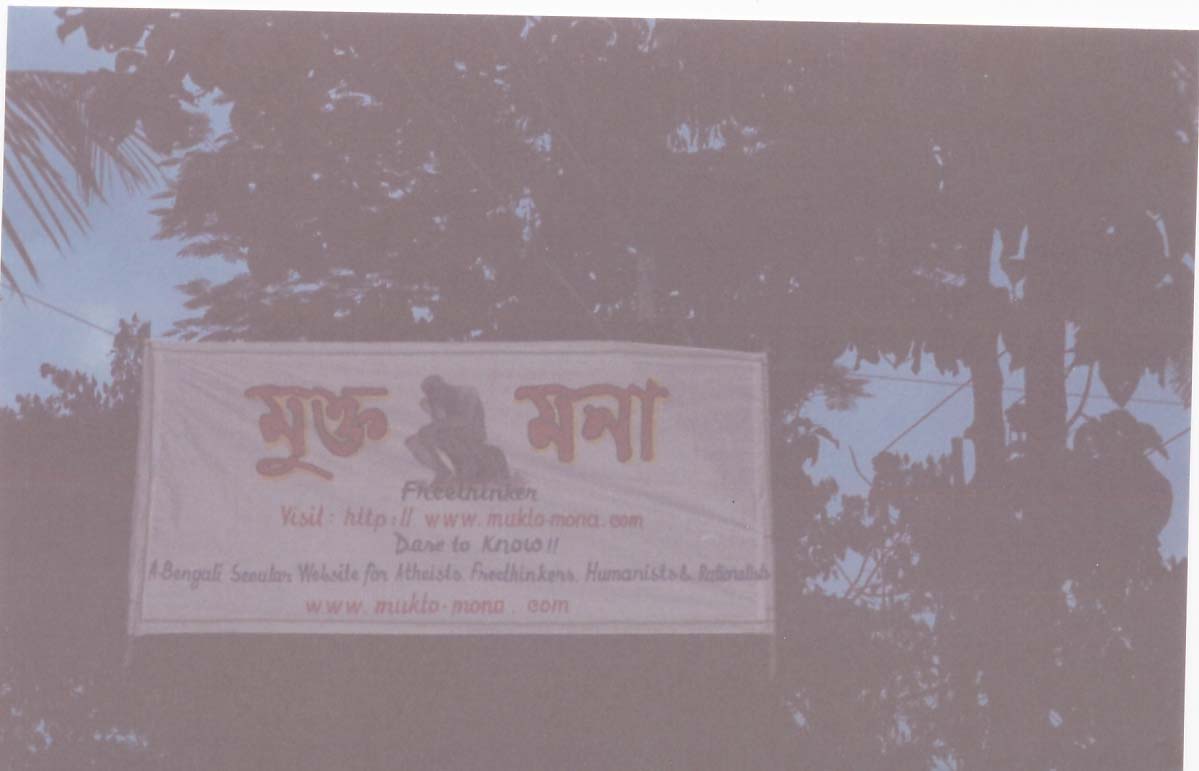 মুক্ত মনা
Freethinker
Visit : http :// www. mukto-mona. com
Dare to Know !!
A Bengali Secular Website for Atheists, Freethinkers, Humanists & Rationalists
www. mukto-mona . com